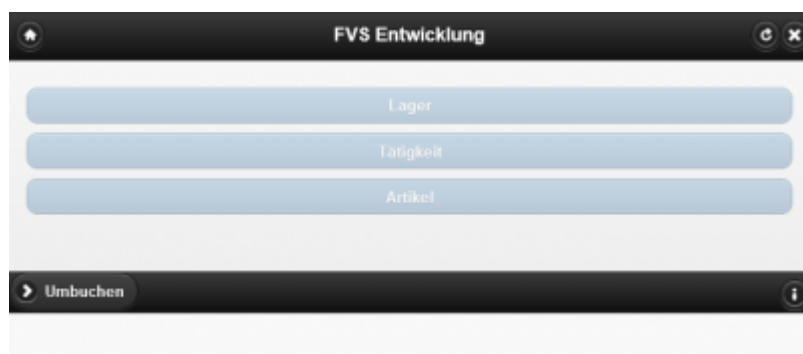 FVS Entwicklung
Lager
Tätigkeit
Artikel
Umbuchen